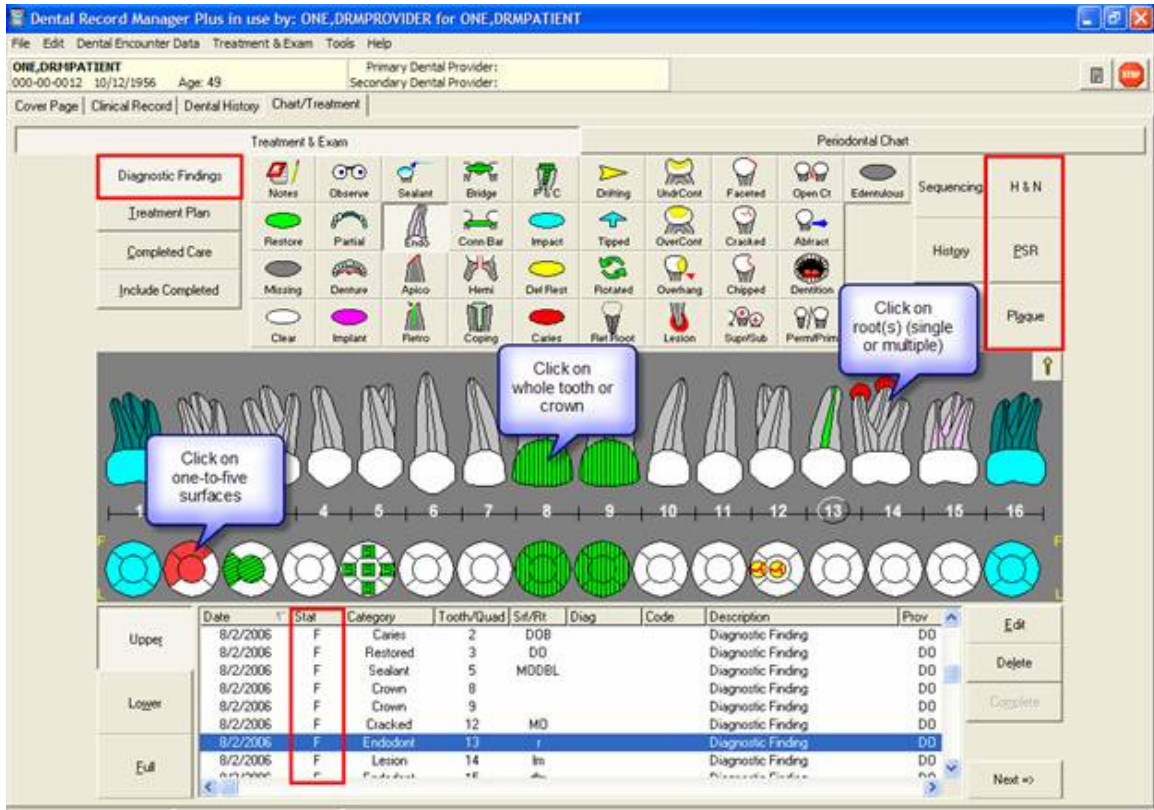 Dental Record Manager Plus in use by: ONE,DRMPROVIDER for ONE,DRMPATIENT
File Edit Dental Encounter Data Treatment & Exam Tools Help
ONE,DRMPATIENT Primary Dental Provider:
000-00-0012 10/12/1956 Age: 49 Secondary Dental Provider:
STOP
Cover Page Clinical Record Dental History Chart/Treatment
Treatment & Exam Periodontal Chart
Diagnostic Findings
Treatment Plan
Completed Care
Include Completed
Notes Observe Sealant Bridge P & C Drifting UndrCont Faceted Open Ct Edentulous
Restore Partial Endo Conn-Bar Impact Tipped OverCont Cracked Abfract
Missing Denture Apico Hemi Def Rest Rotated Overhang Chipped Dentition
Clear Implant Retro Coping Caries Ret Root Lesion Supr/Sub Perm/Prim
Sequencing H & N
History PSR
Plaque
Click on
root(s) (single
or multiple)
Click on
whole tooth or
crown
Click on
one-to-five
surfaces
1 4 5 6 7 8 9 10 11 12 13 14 15 16
F F
S
S S S
S
L L
Upper
Lower
Full
Date Stat Category Tooth/Quad Srf/Rt Diag Code Description Prov
8/2/2006 F Caries 2 DOB Diagnostic Finding DO
8/2/2006 F Restored 3 DO Diagnostic Finding DO
8/2/2006 F Sealant 5 MODBL Diagnostic Finding DO
8/2/2006 F Crown 8 Diagnostic Finding DO
8/2/2006 F Crown 9 Diagnostic Finding DO
8/2/2006 F Cracked 12 MO Diagnostic Finding DO
8/2/2006 F Endodont 13 r Diagnostic Finding DO
8/2/2006 F Lesion 14 lm Diagnostic Finding DO
Edit
Delete
Complete
Next =>